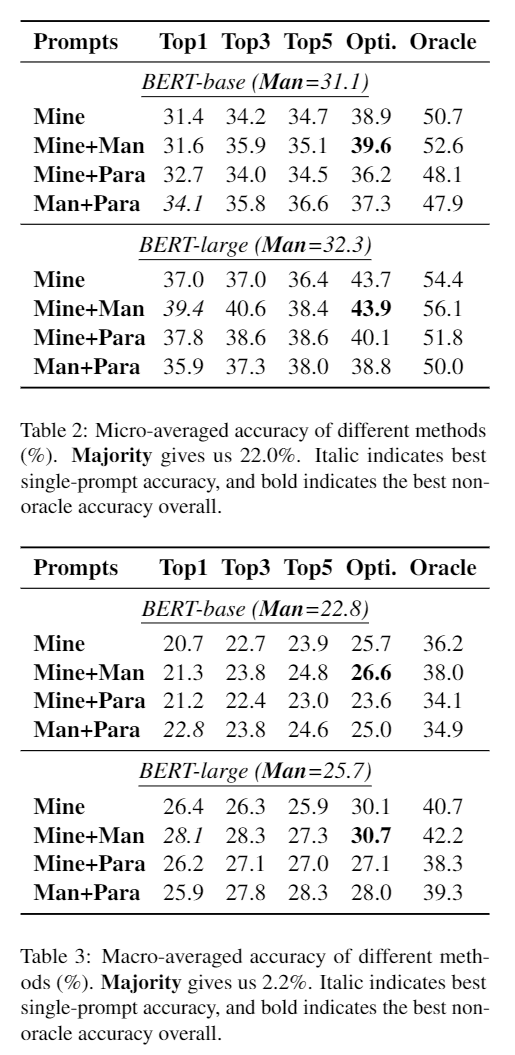 Prompts Top1 Top3 Top5 Opti. Oracle
BERT-base (Man=31.1)
Mine 31.4 34.2 34.7 38.9 50.7
Mine+Man 31.6 35.9 35.1 39.6 52.6
Mine+Para 32.7 34.0 34.5 36.2 48.1
Man+Para 34.1 35.8 36.6 37.3 47.9
BERT-large (Man=32.3)
Mine 37.0 37.0 36.4 43.7 54.4
Mine+Man 39.4 40.6 38.4 43.9 56.1
Mine+Para 37.8 38.6 38.6 40.1 51.8
Man+Para 35.9 37.3 38.0 38.8 50.0
Table 2: Micro-averaged accuracy of different methods
(%). Majority gives us 22.0%. Italic indicates best
single-prompt accuracy, and bold indicates the best non-
oracle accuracy overall.
Prompts Top1 Top3 Top5 Opti. Oracle
BERT-base (Man=22.8)
Mine 20.7 22.7 23.9 25.7 36.2
Mine+Man 21.3 23.8 24.8 26.6 38.0
Mine+Para 21.2 22.4 23.0 23.6 34.1
Man+Para 22.8 23.8 24.6 25.0 34.9
BERT-large (Man=25.7)
Mine 26.4 26.3 25.9 30.1 40.7
Mine+Man 28.1 28.3 27.3 30.7 42.2
Mine+Para 26.2 27.1 27.0 27.1 38.3
Man+Para 25.9 27.8 28.3 28.0 39.3
Table 3: Macro-averaged accuracy of different meth-
ods (%). Majority gives us 2.2%. Italic indicates best
single-prompt accuracy, and bold indicates the best non-
oracle accuracy overall.